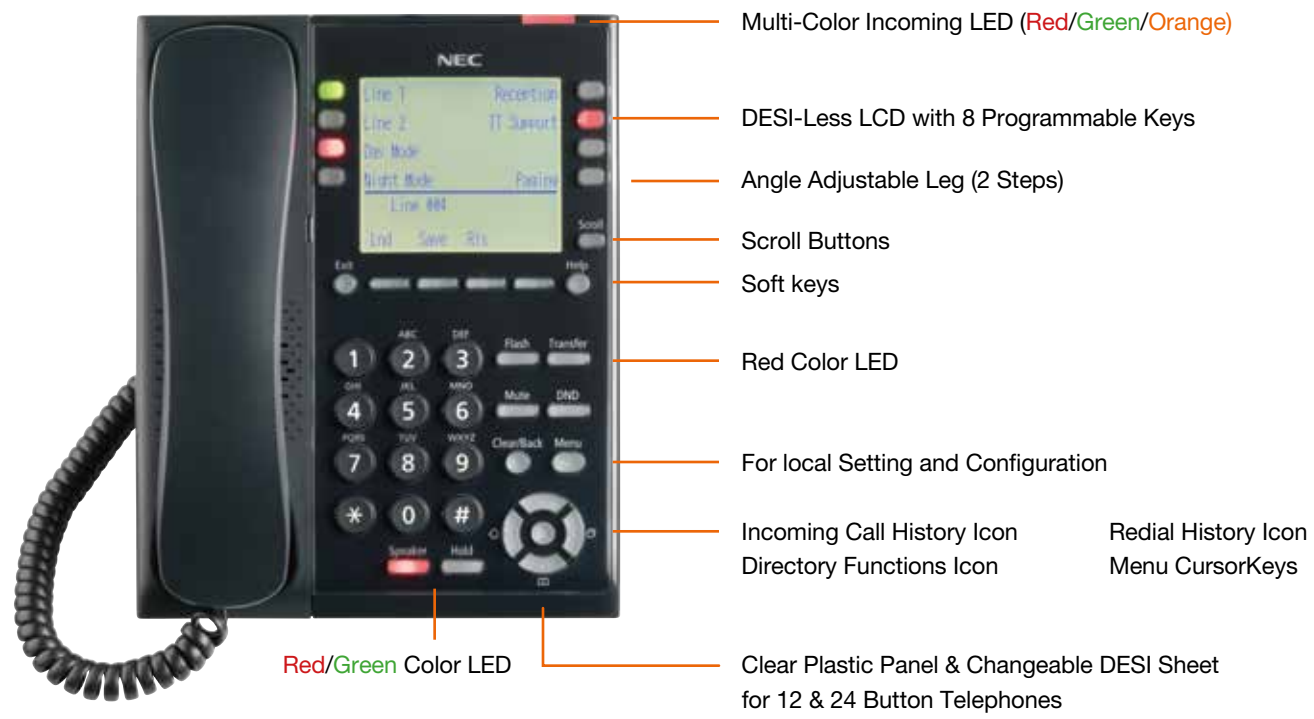 Multi-Color Incoming LED (Red/Green/Orange)
NEC
Line 1 Reception
Line 2 IT Support
DESI-Less LCD with 8 Programmable Keys
Day Mode
Night Mode Paging
Angle Adjustable Leg (2 Steps)
Line 004
Scroll
Scroll Buttons
Lnd Save Rls
Exit Help
Soft keys
ABC DEF
1 2 3 Flash Transfer
Red Color LED
GHI JKL MNO
4 5 6 Mute DND
PQRS TUV WXYZ
7 8 9 Clear/Back Menu
For local Setting and Configuration
* 0 #
Incoming Call History Icon Redial History Icon
Directory Functions Icon Menu CursorKeys
Speaker Hold
Red/Green Color LED
Clear Plastic Panel & Changeable DESI Sheet
for 12 & 24 Button Telephones